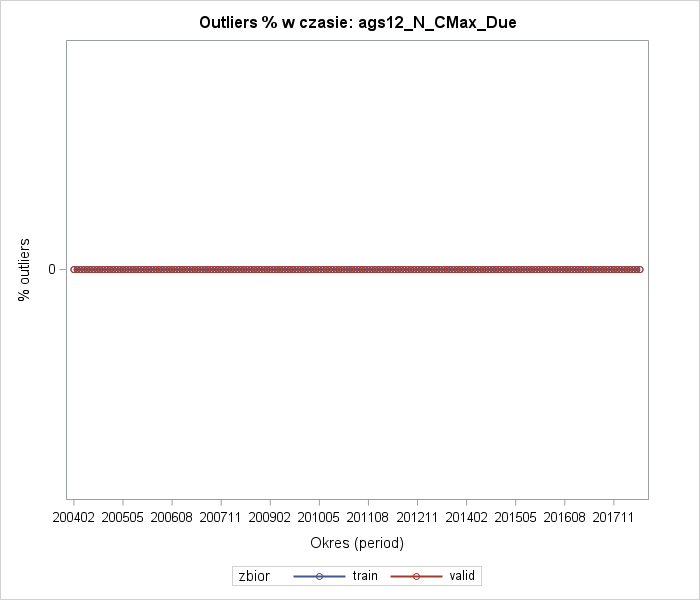 Outliers % w czasie: ags12_N_CMax_Due
% outliers
0
200402 200505 200608 200711 200902 201005 201108 201211 201402 201505 201608 201711
Okres (period)
zbior train valid